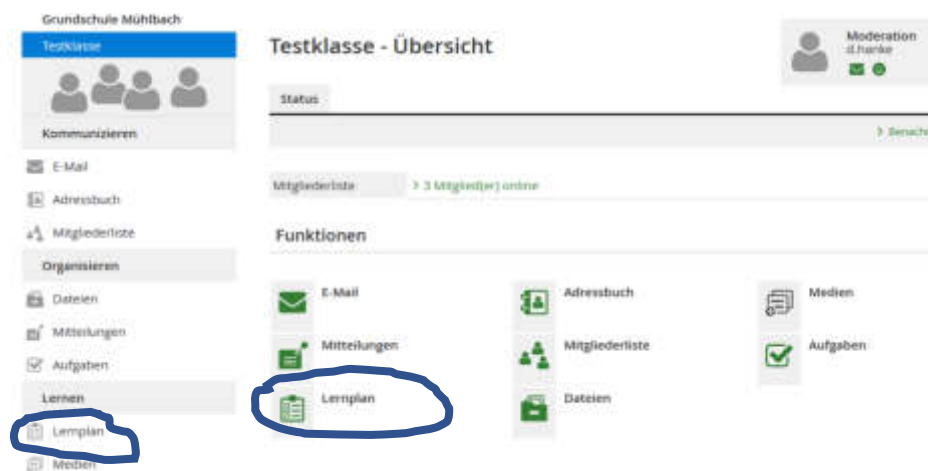 Grundschule Mühlbach
Testklasse
Kommunizieren
E-Mail
Adressbuch
Mitgliederliste
Organisieren
Dateien
Mitteilungen
Aufgaben
Lernen
Lernplan
Medien
Testklasse - Übersicht
Moderation
d.hanke
Status
Mitgliederliste
> 3 Mitglied(er) online
Funktionen
E-Mail
Adressbuch
Medien
Mitteilungen
Mitgliederliste
Aufgaben
Lernplan
Dateien